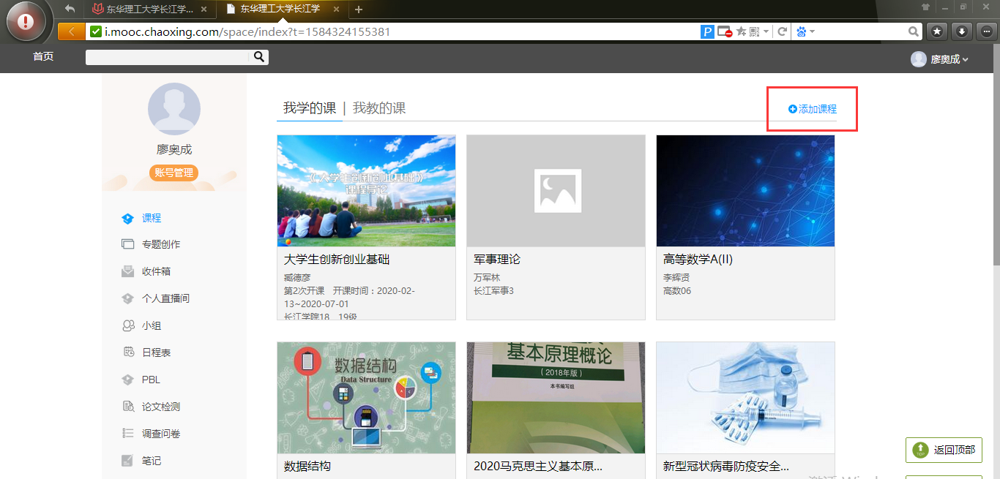 东华理工大学长江学...
东华理工大学长江学
i.mooc.chaoxing.com/space/index?t=1584324155381
首页
廖奥成
廖奥成
账号管理
课程
专题创作
收件箱
个人直播间
小组
日程表
PBL
论文检测
调查问卷
笔记
我学的课 | 我教的课
添加课程
《大学生创新创业基础》
课程导论
大学生创新创业基础
臧德彦
第2次开课 开课时间：2020-02-
13~2020-07-01
长江学院18、19级
军事理论
万军林
长江军事3
高等数学A(II)
李辉贤
高数06
数据结构
Data Structure
数据结构
基本原理概论
（2018年版）
本书编写组
2020马克思主义基本原...
新型冠状病毒防疫安全...
返回顶部